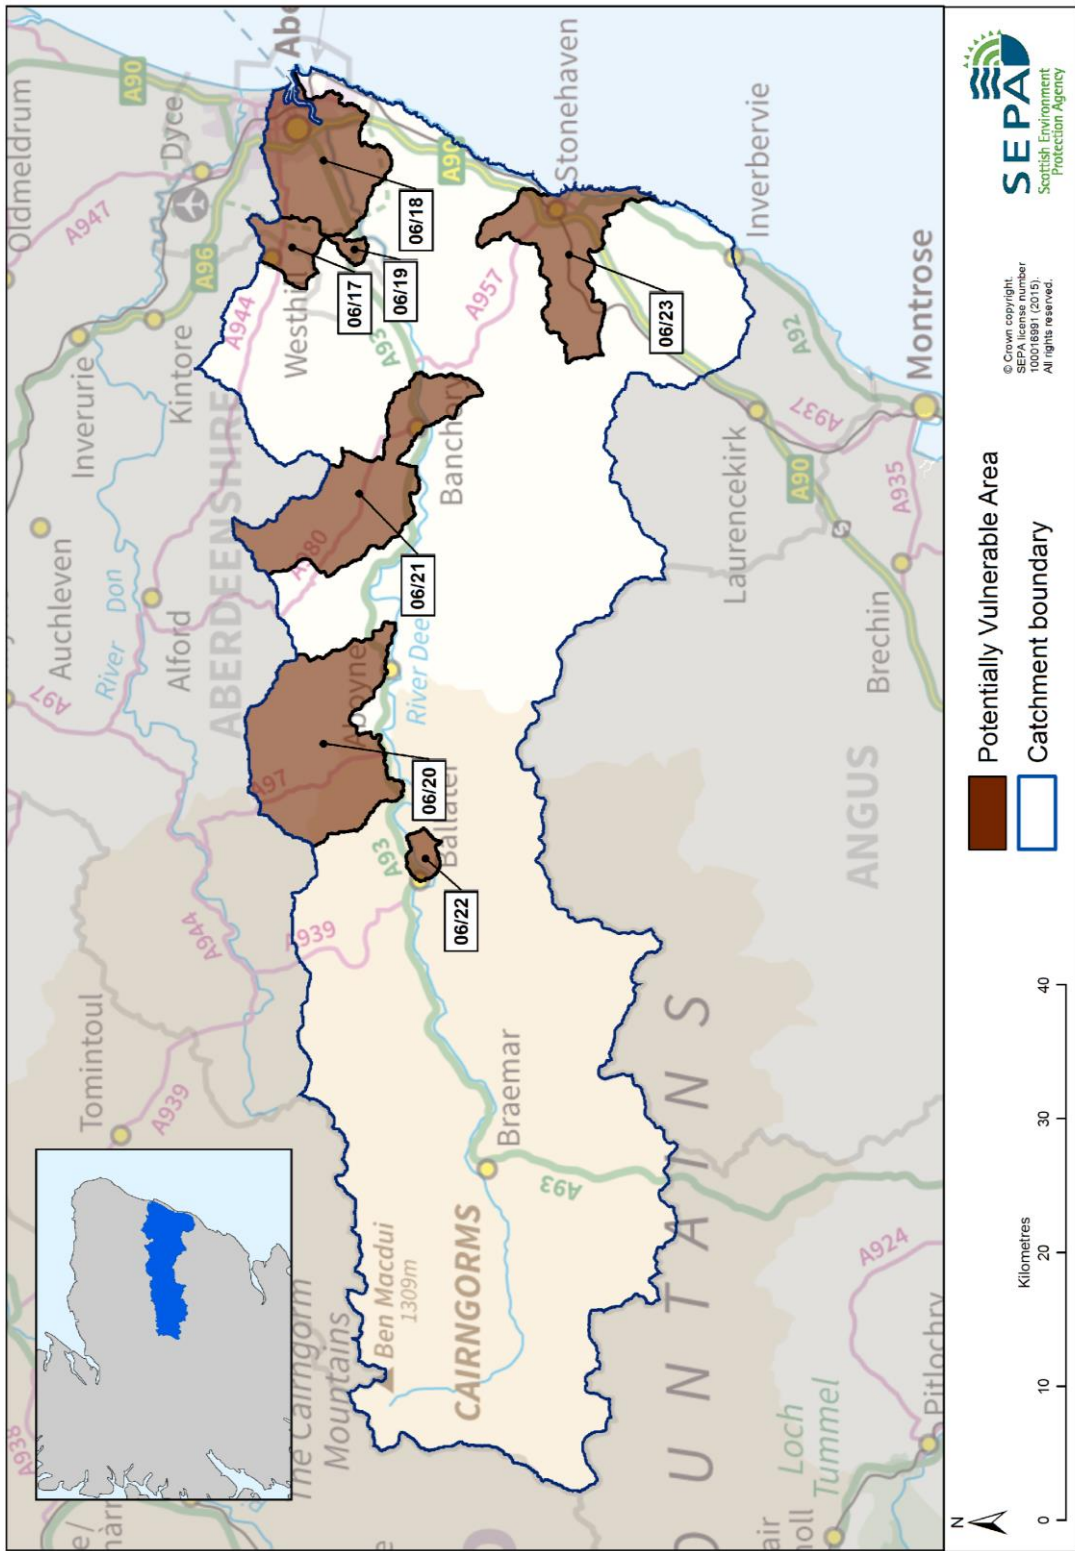 Oldmeldrum
A947
Dyce
A90
A96
Inverurie
Kintore
A944
Westhill
Abe
Auchleven
River Don
Alford
ABERDEENSHIRE
A97
A97
A944
A939
Tomintoul
A939
A938
The Cairngorm
Mountains
Ben Macdui
1309m
CAIRNGORMS
Braemar
A93
A93
Ballater
Aboyne
River Dee
A980
Banchory
A93
A957
A90
Stonehaven
Inverbervie
A92
Montrose
A937
Laurencekirk
A90
S
A935
Brechin
ANGUS
OUNTAINS
Loch
Tummel
Pitlochry
A924
06/17
06/18
06/19
06/20
06/21
06/22
06/23
N
0
10
20
30
40
Kilometres
Potentially Vulnerable Area
Catchment boundary
© Crown copyright.
SEPA license number
100016991 (2015).
All rights reserved.
SEPA
Scottish Environment
Protection Agency